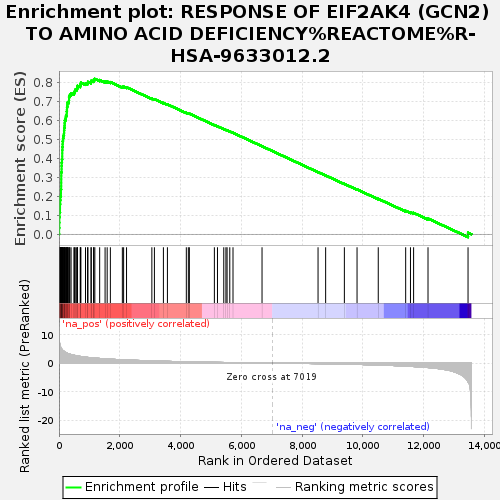 Enrichment plot: RESPONSE OF EIF2AK4 (GCN2)
TO AMINO ACID DEFICIENCY%REACTOME%R-
HSA-9633012.2
Enrichment score (ES)
0.8
0.7
0.6
0.5
0.4
0.3
0.2
0.1
0.0
'na_pos' (positively correlated)
Ranked list metric (PreRanked)
10
5
0
-5
-10
-15
-20
Zero cross at 7019
'na_neg' (negatively correlated)
0 2,000 4,000 6,000 8,000 10,000 12,000 14,000
Rank in Ordered Dataset
Enrichment profile Hits Ranking metric scores